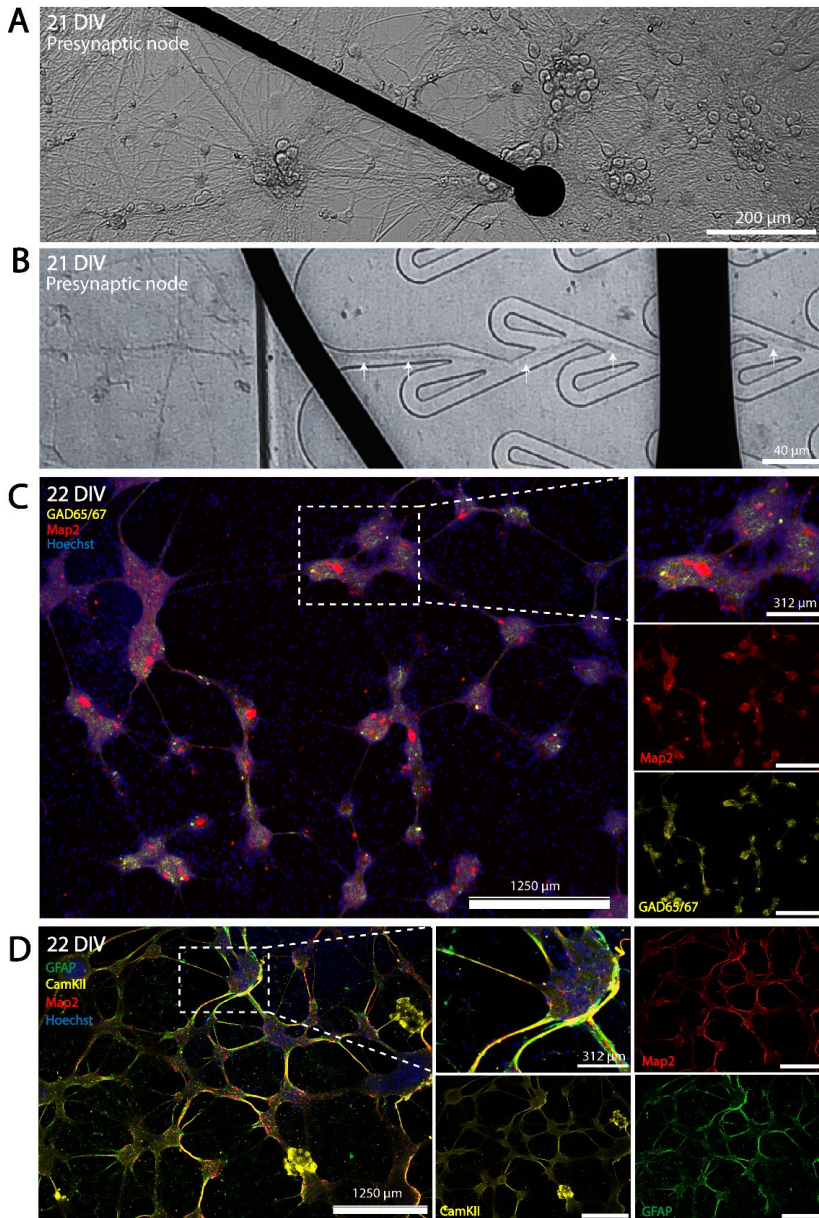 A
21 DIV
Presynaptic node
200 µm
B
21 DIV
Presynaptic node
40 µm
C
22 DIV
GAD65/67
Map2
Hoechst
1250 µm
312 µm
Map2
GAD65/67
D
22 DIV
GFAP
CamKII
Map2
Hoechst
1250 µm
312 µm
Map2
CamKII
GFAP